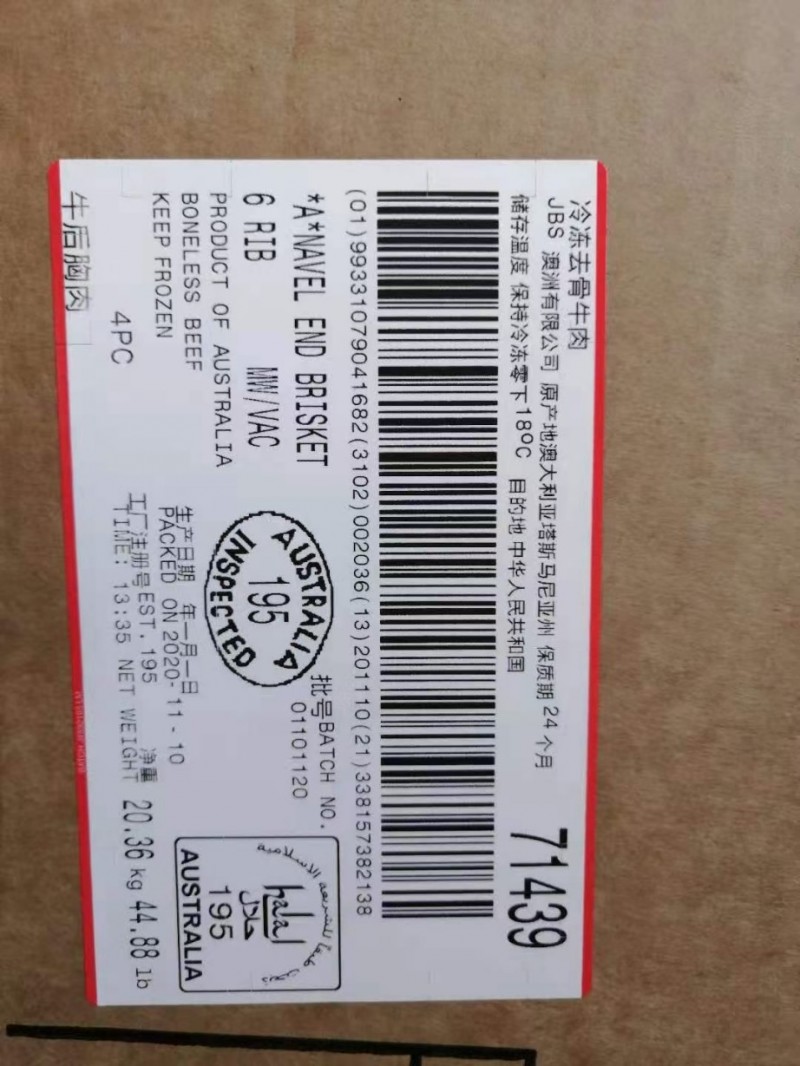 冷冻去骨牛肉
JBS 澳洲有限公司 原产地澳大利亚塔斯马尼亚州 保质期 24 个月
储存温度 保持冷冻零下18ºC 目的地 中华人民共和国
71439
(01)99331079041682(3102)002036(13)201110(21)338157382138
*A*NAVEL END BRISKET
6 RIB MW/VAC
批号BATCH NO.
01101120
PRODUCT OF AUSTRALIA
BONELESS BEEF
KEEP FROZEN
AUSTRALIA
195
INSPECTED
حلال
halal
195
AUSTRALIA
生产日期 年-月-日
PACKED ON 2020-11-10
4PC
工厂注册号EST. 195 净重
TIME: 13:35 NET WEIGHT 20.36 kg 44.88 lb
牛后胸肉